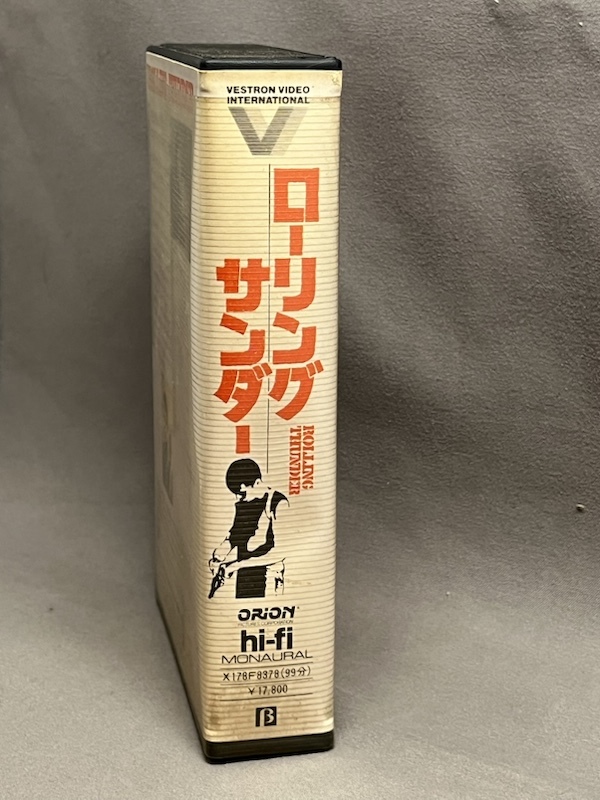 VESTRON VIDEO
INTERNATIONAL
ローリング
サンダー
ROLLING
THUNDER
ORION
PICTURES CORPORATION
hi-fi
MONAURAL
X178F8378(99分)
¥17,800
β